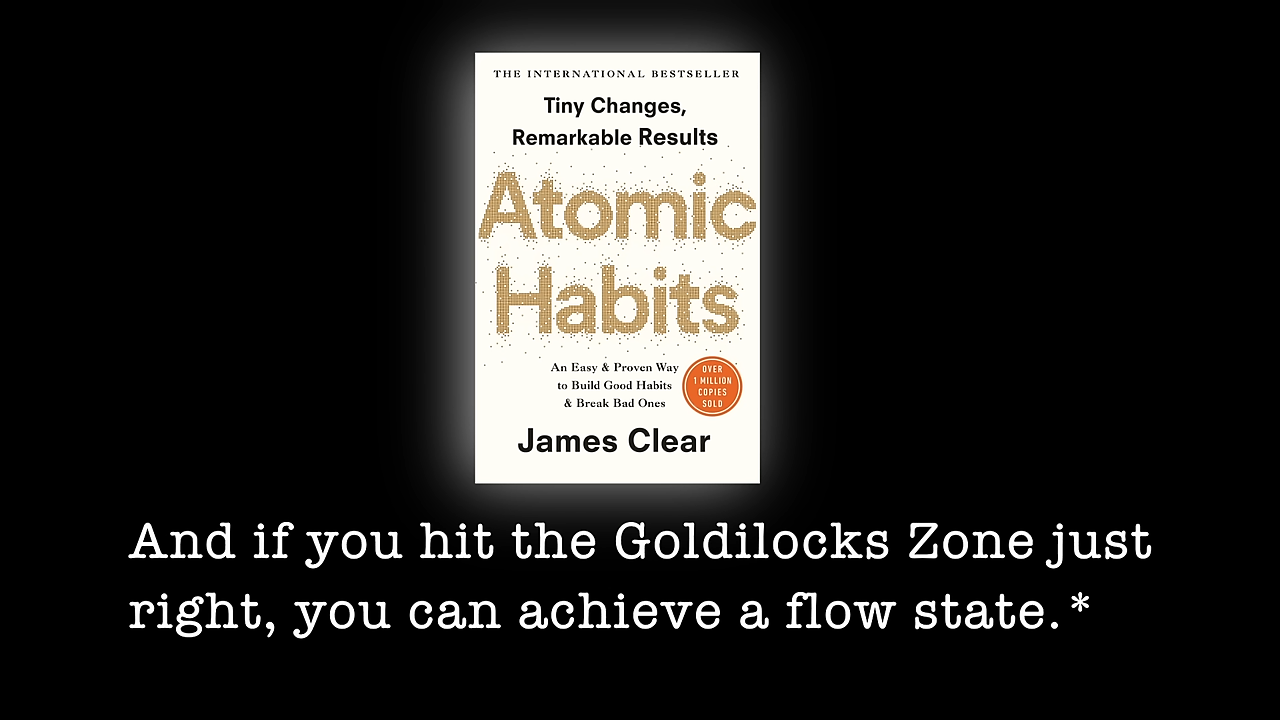 THE INTERNATIONAL BESTSELLER
Tiny Changes,
Remarkable Results
Atomic
Habits
An Easy & Proven Way
to Build Good Habits
& Break Bad Ones
OVER
1 MILLION
COPIES
SOLD
James Clear
And if you hit the Goldilocks Zone just
right, you can achieve a flow state.*